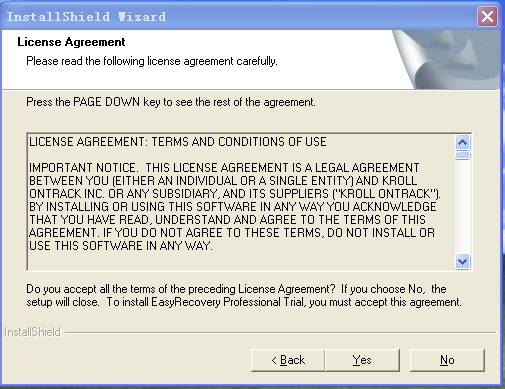 InstallShield Wizard
License Agreement
Please read the following license agreement carefully.
Press the PAGE DOWN key to see the rest of the agreement.
LICENSE AGREEMENT: TERMS AND CONDITIONS OF USE
IMPORTANT NOTICE.  THIS LICENSE AGREEMENT IS A LEGAL AGREEMENT
BETWEEN YOU (EITHER AN INDIVIDUAL OR A SINGLE ENTITY) AND KROLL
ONTRACK INC. OR ANY SUBSIDIARY, AND ITS SUPPLIERS ("KROLL ONTRACK").
BY INSTALLING OR USING THIS SOFTWARE IN ANY WAY YOU ACKNOWLEDGE
THAT YOU HAVE READ, UNDERSTAND AND AGREE TO THE TERMS OF THIS
AGREEMENT. IF YOU DO NOT AGREE TO THESE TERMS, DO NOT INSTALL OR
USE THIS SOFTWARE IN ANY WAY.
Do you accept all the terms of the preceding License Agreement?  If you choose No,  the
setup will close.  To install EasyRecovery Professional Trial, you must accept this agreement.
InstallShield
< Back
Yes
No